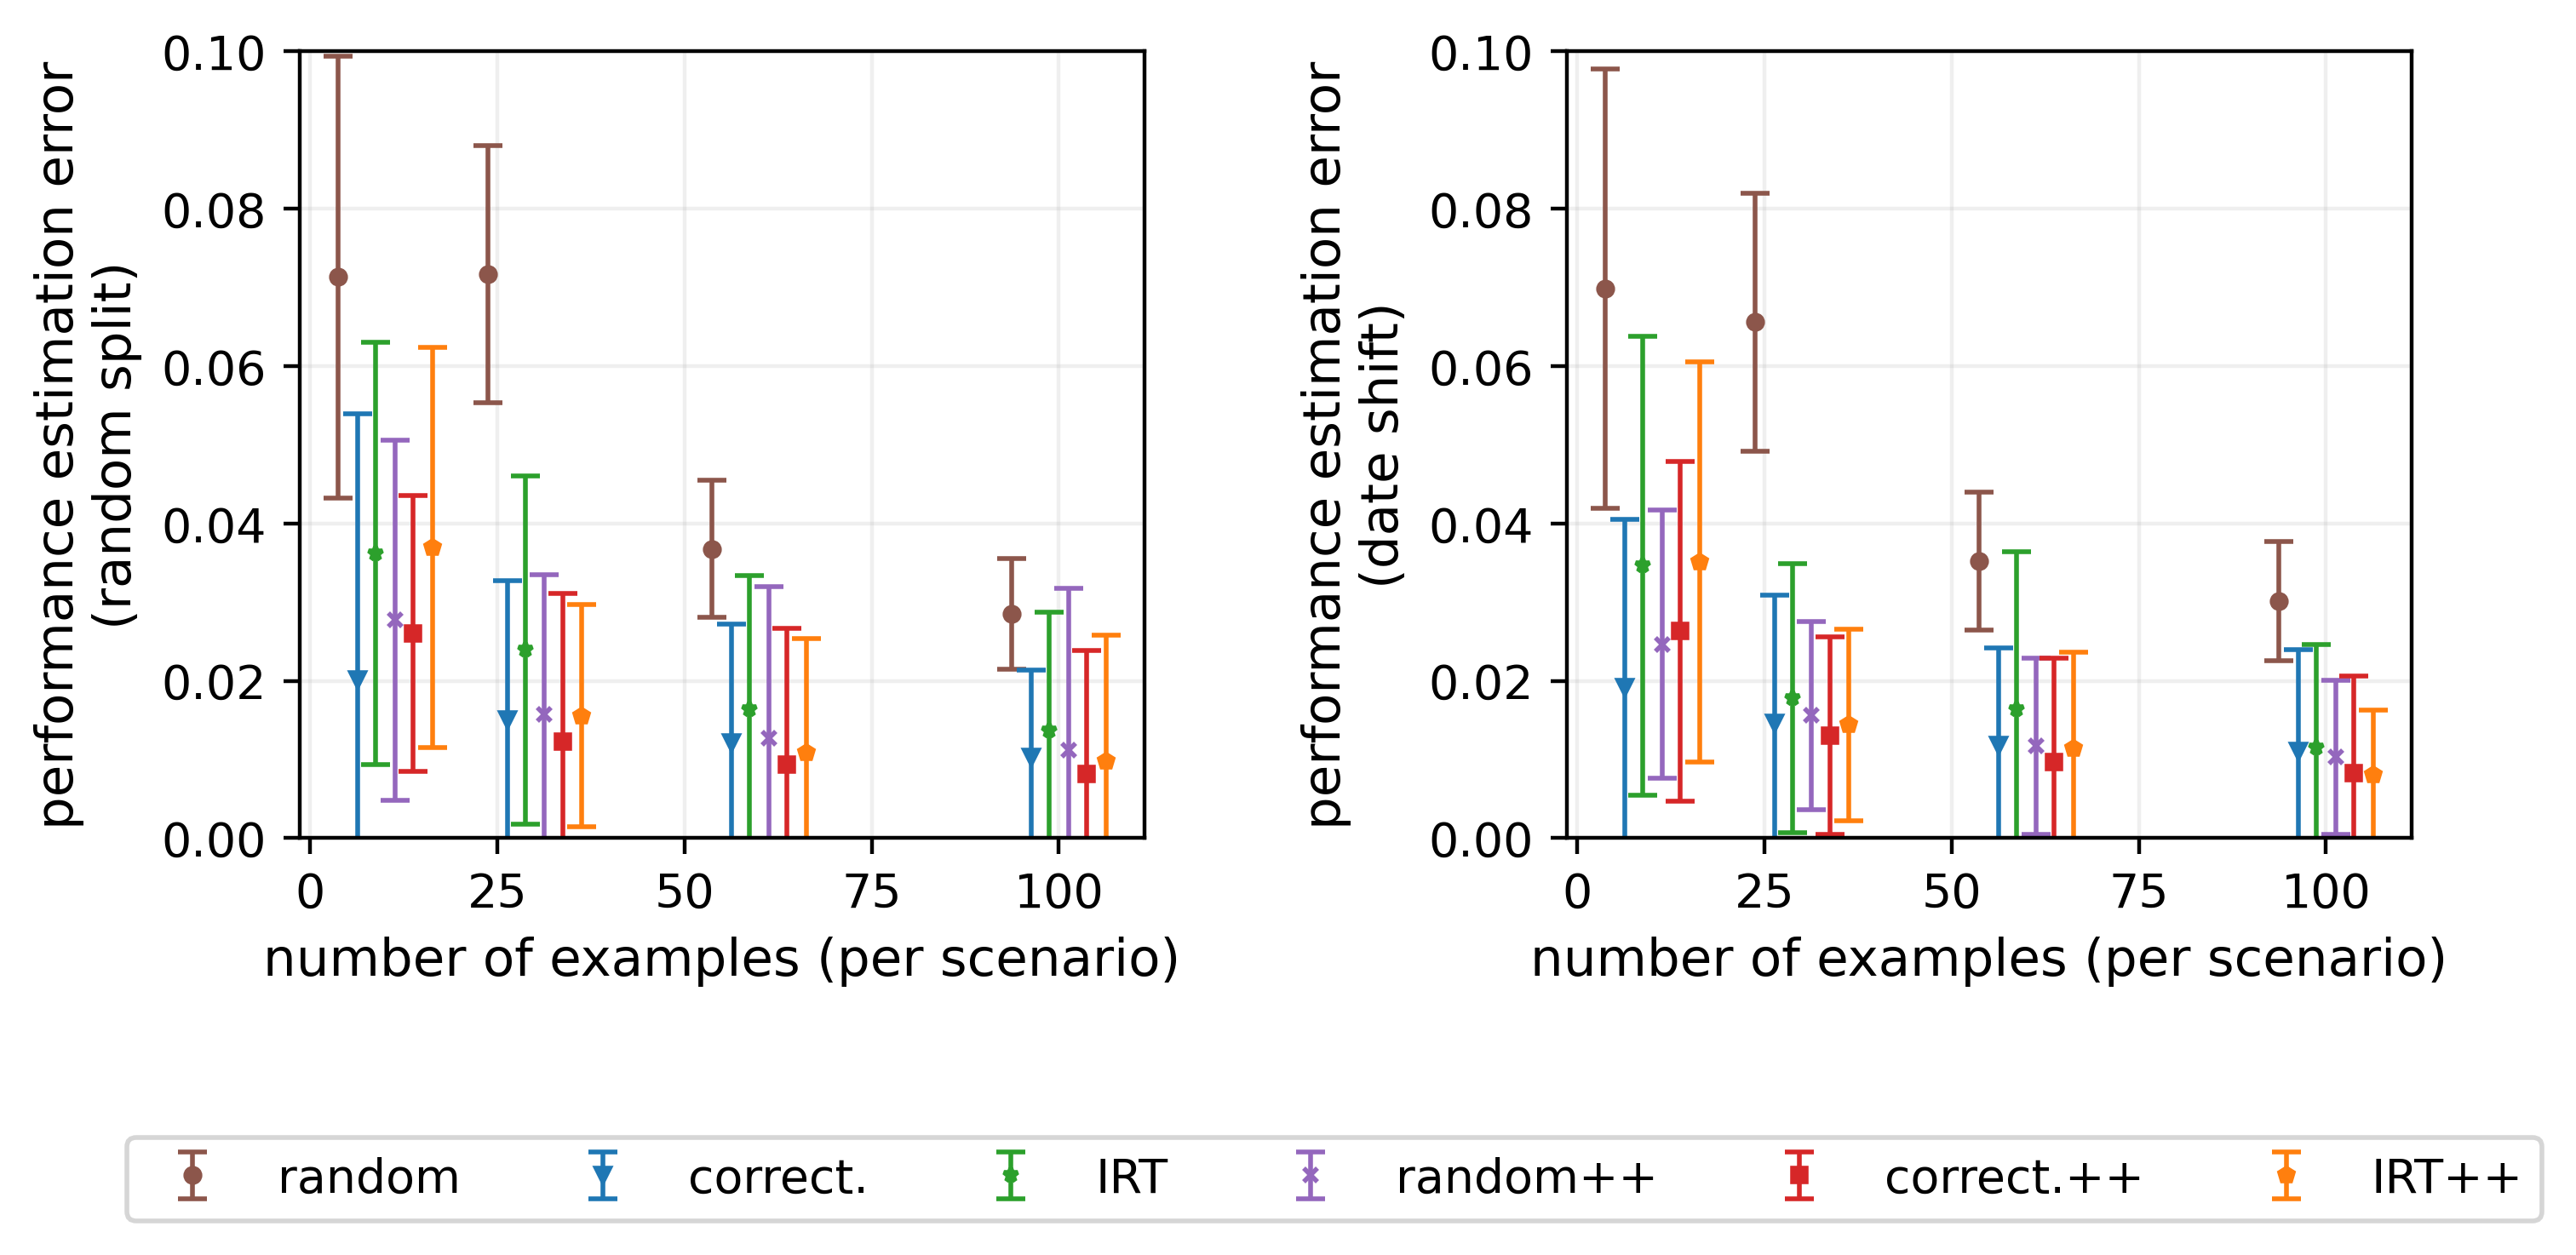 performance estimation error
(random split)
0.10
0.08
0.06
0.04
0.02
0.00
0 25 50 75 100
number of examples (per scenario)
performance estimation error
(date shift)
0.10
0.08
0.06
0.04
0.02
0.00
0 25 50 75 100
number of examples (per scenario)
random correct. IRT random++ correct.++ IRT++